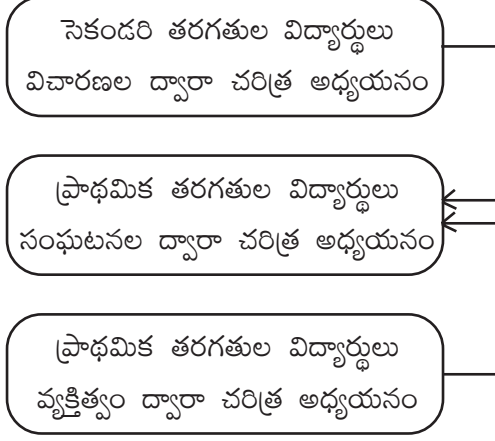 సెకండరి తరగతుల విద్యార్థులు
విచారణల ద్వారా చరిత్ర అధ్యయనం
ప్రాథమిక తరగతుల విద్యార్థులు
సంఘటనల ద్వారా చరిత్ర అధ్యయనం
ప్రాథమిక తరగతుల విద్యార్థులు
వ్యక్తిత్వం ద్వారా చరిత్ర అధ్యయనం